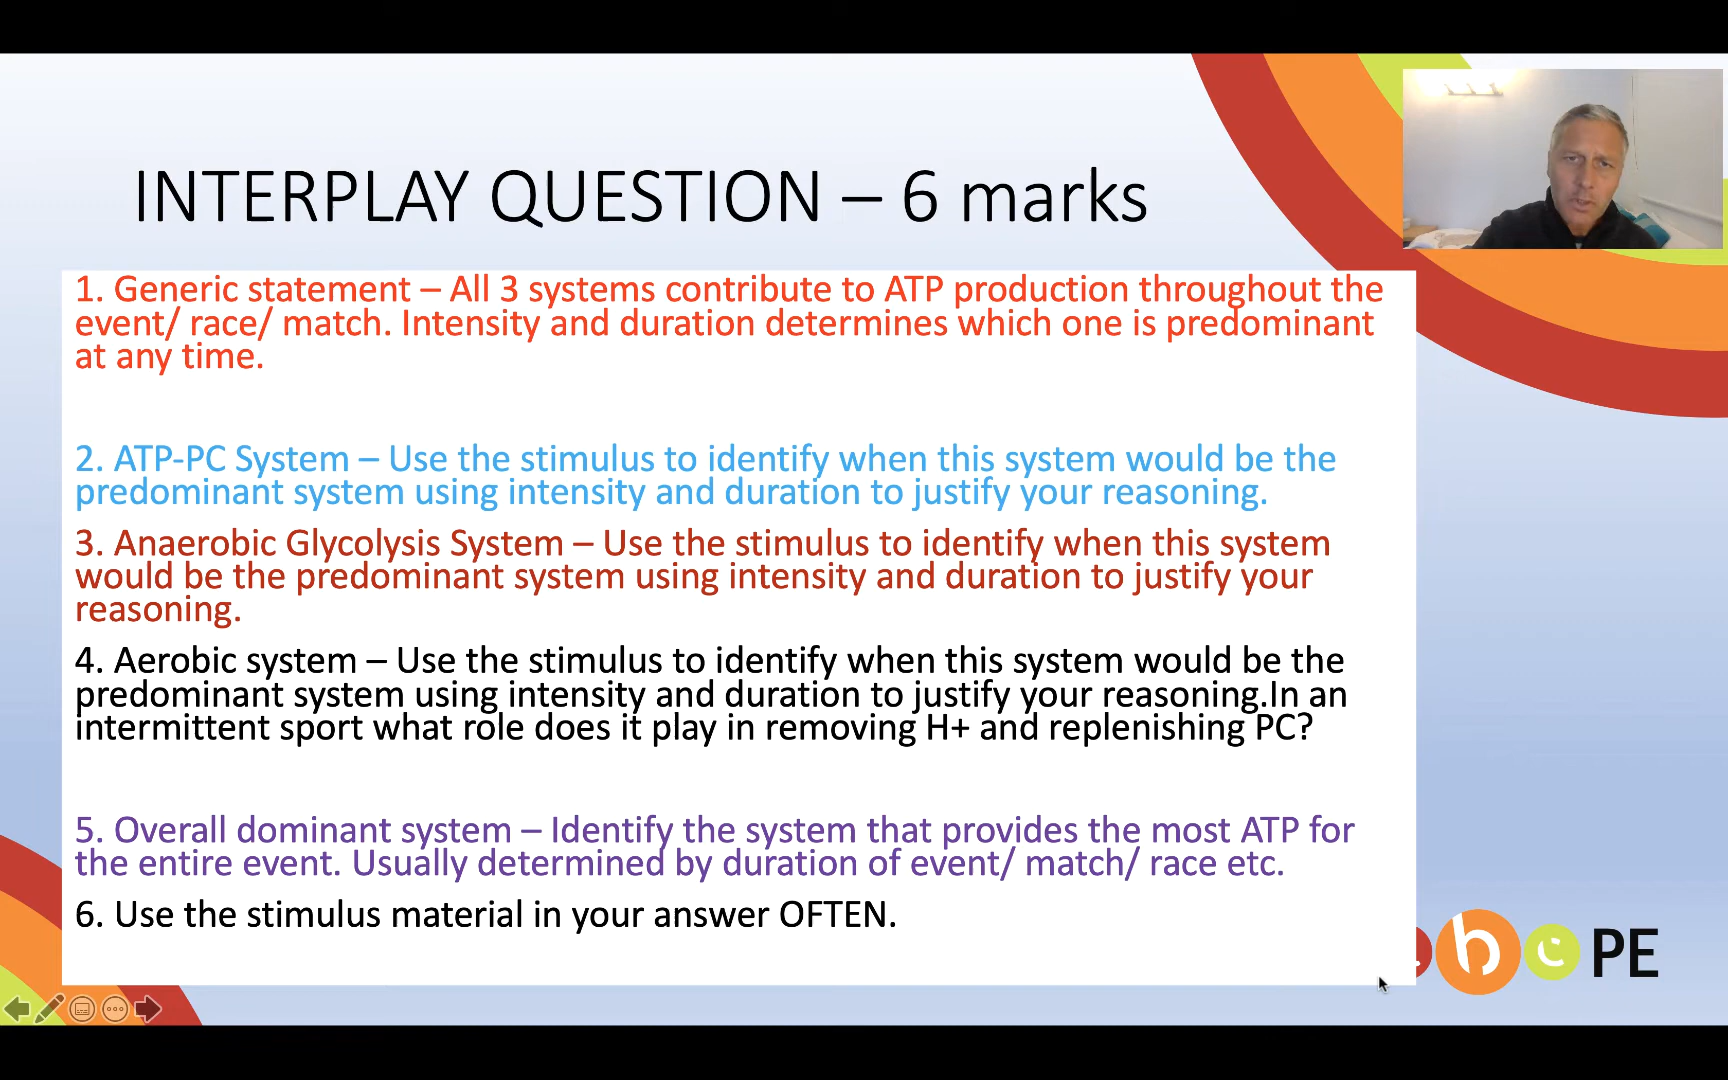 INTERPLAY QUESTION – 6 marks
1. Generic statement – All 3 systems contribute to ATP production throughout the
event/ race/ match. Intensity and duration determines which one is predominant
at any time.
2. ATP-PC System – Use the stimulus to identify when this system would be the
predominant system using intensity and duration to justify your reasoning.
3. Anaerobic Glycolysis System – Use the stimulus to identify when this system
would be the predominant system using intensity and duration to justify your
reasoning.
4. Aerobic system – Use the stimulus to identify when this system would be the
predominant system using intensity and duration to justify your reasoning.In an
intermittent sport what role does it play in removing H+ and replenishing PC?
5. Overall dominant system – Identify the system that provides the most ATP for
the entire event. Usually determined by duration of event/ match/ race etc.
6. Use the stimulus material in your answer OFTEN.
b c PE